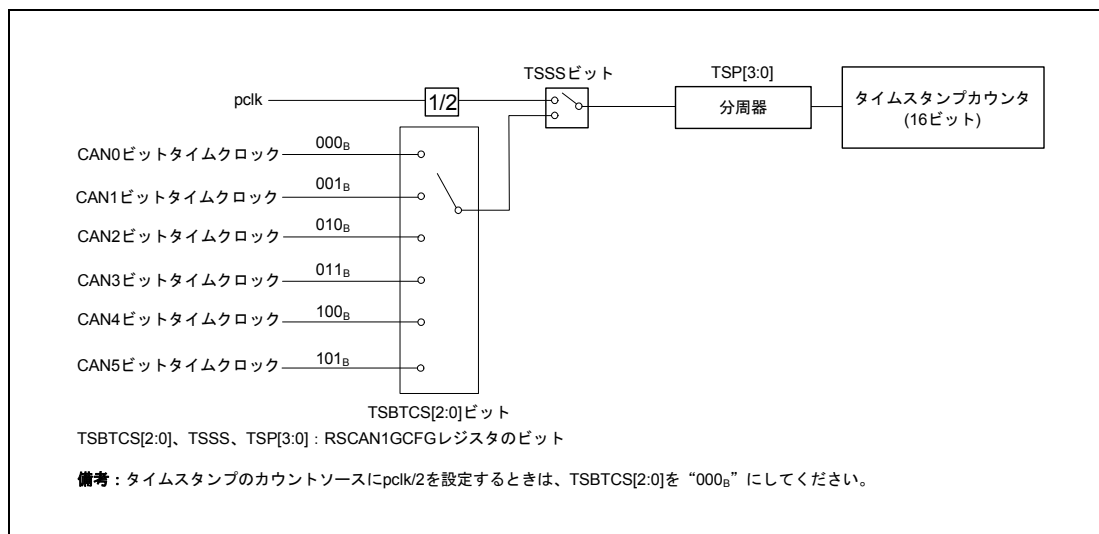 TSSSビット
TSP[3:0]
pclk
1/2
分周器
タイムスタンプカウンタ
(16ビット)
CAN0ビットタイムクロック 000B
CAN1ビットタイムクロック 001B
CAN2ビットタイムクロック 010B
CAN3ビットタイムクロック 011B
CAN4ビットタイムクロック 100B
CAN5ビットタイムクロック 101B
TSBTCS[2:0]ビット
TSBTCS[2:0]、TSSS、TSP[3:0]：RSCAN1GCFGレジスタのビット
備考：タイムスタンプのカウントソースにpclk/2を設定するときは、TSBTCS[2:0]を“000B”にしてください。